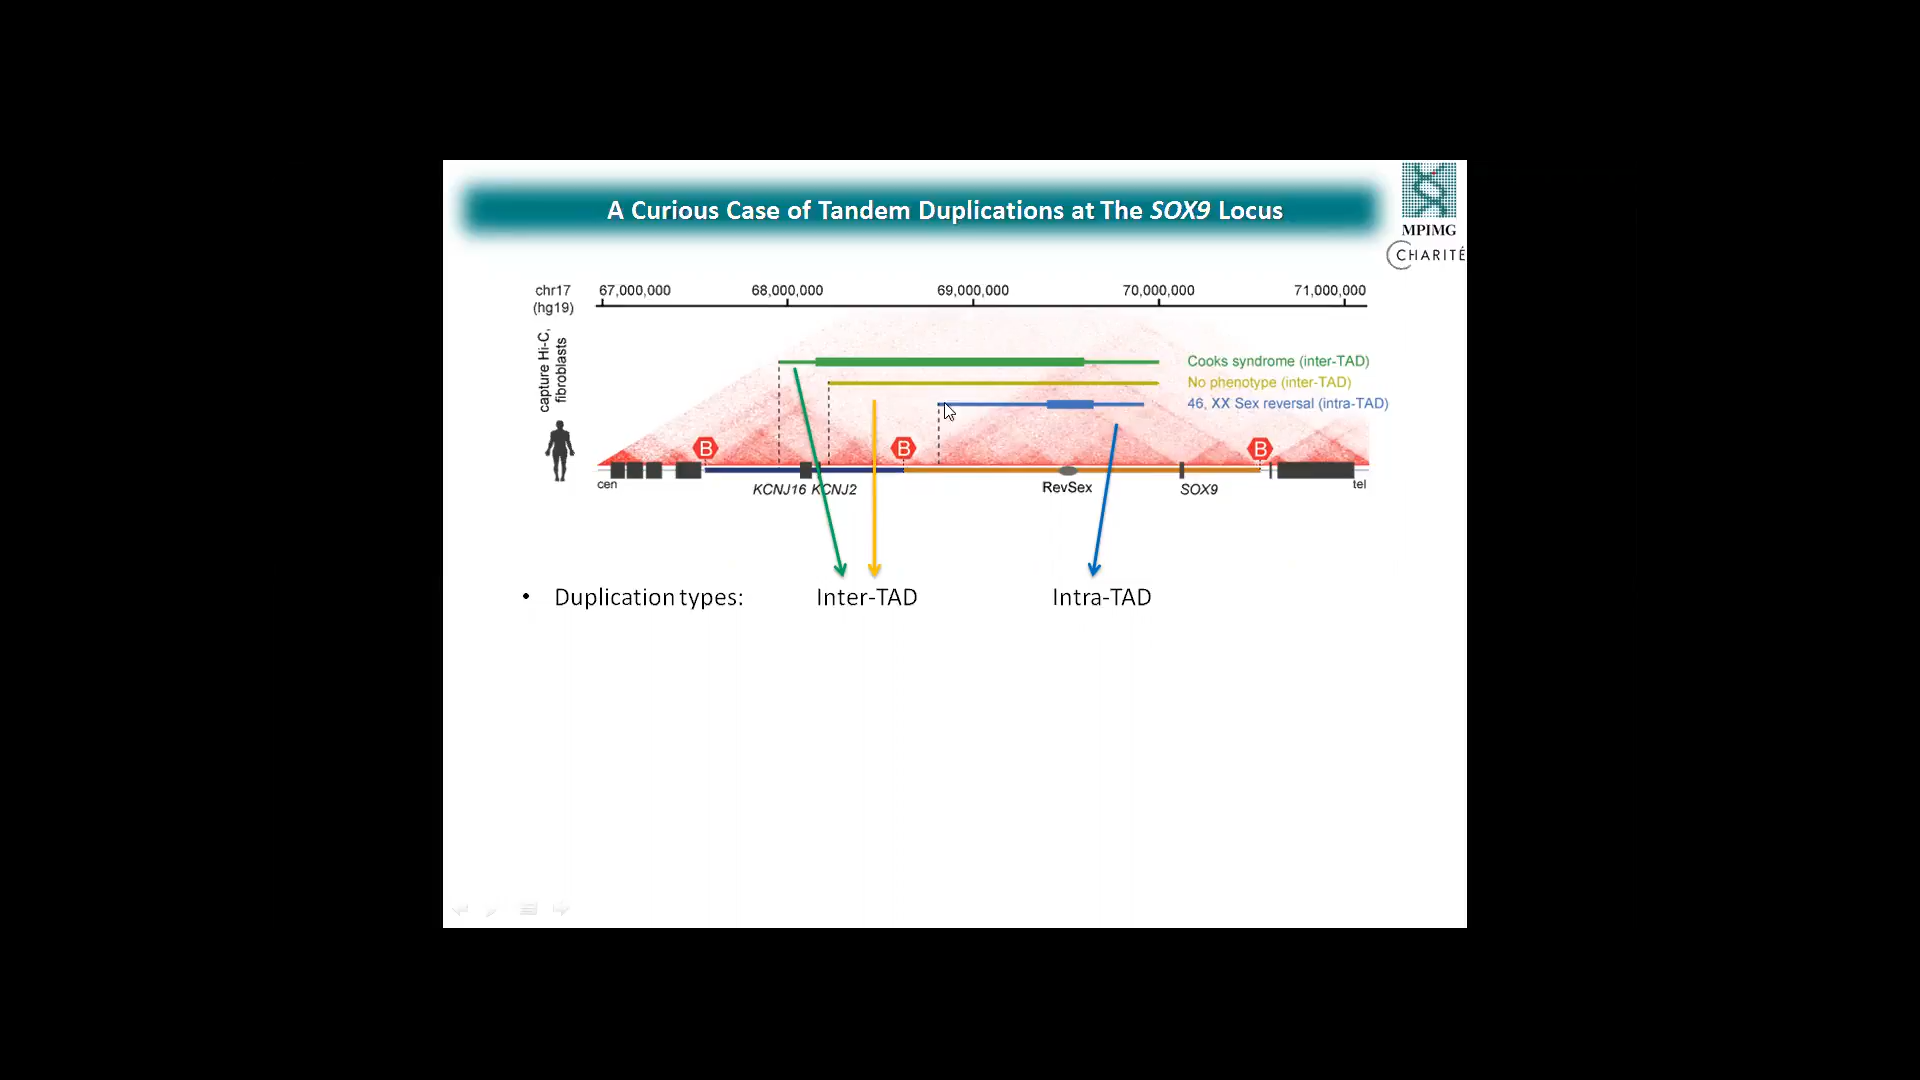 A Curious Case of Tandem Duplications at The SOX9 Locus
MPIMG
CHARITÉ
chr17
(hg19)
67,000,000 68,000,000 69,000,000 70,000,000 71,000,000
capture Hi-C,
fibroblasts
Cooks syndrome (inter-TAD)
No phenotype (inter-TAD)
46, XX Sex reversal (intra-TAD)
B B B
cen KCNJ16 KCNJ2 RevSex SOX9 tel
• Duplication types: Inter-TAD Intra-TAD